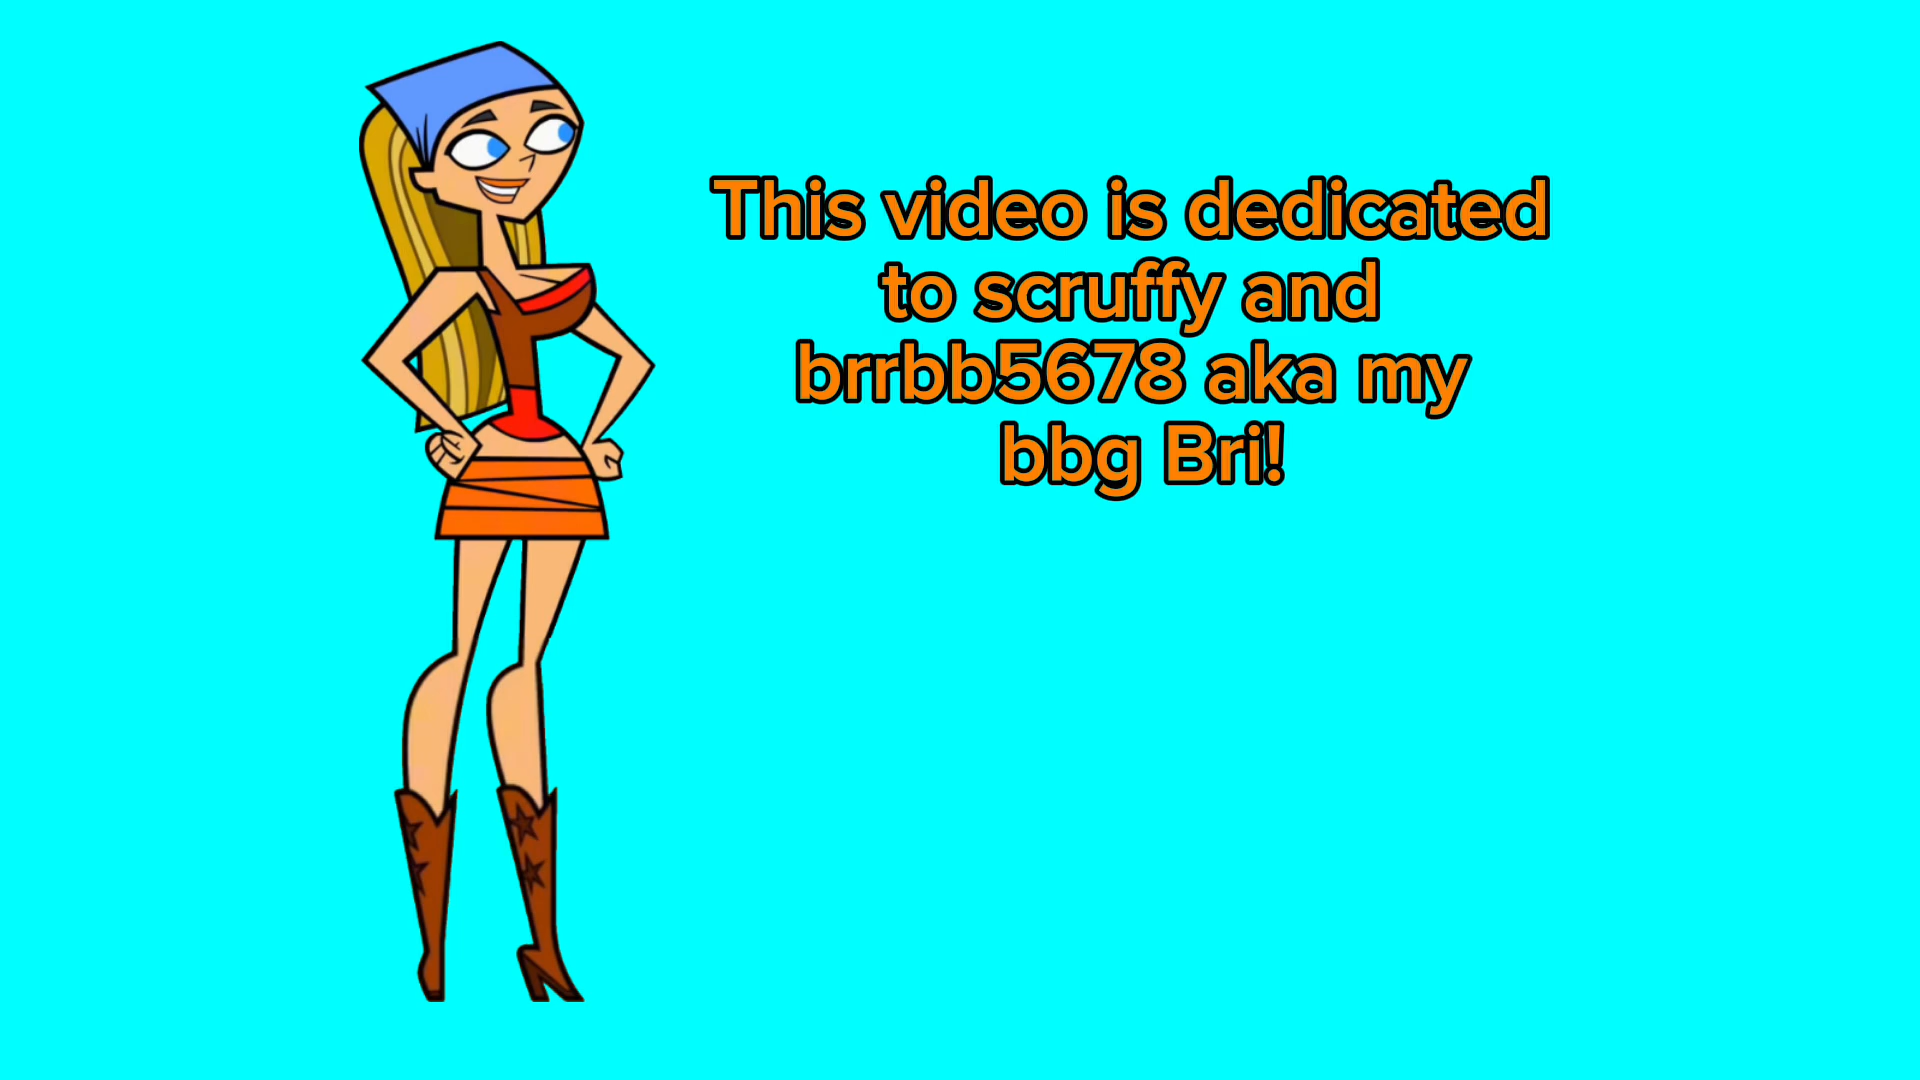 This video is dedicated
to scruffy and
brrbb5678 aka my
bbg Bri!